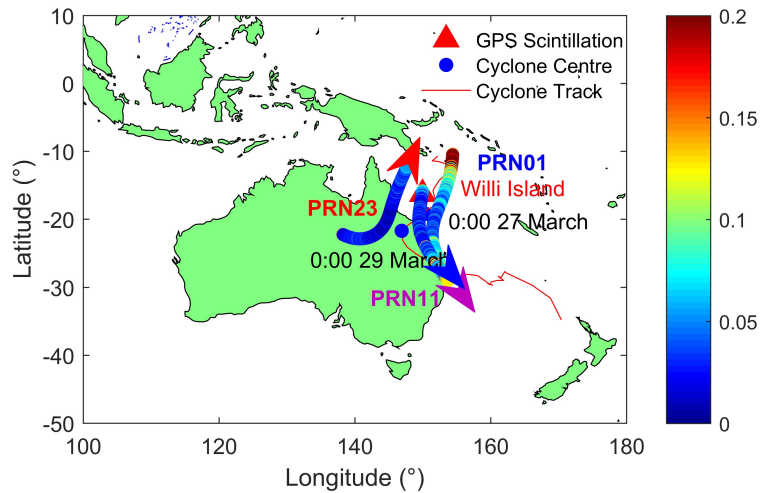 10
0
-10
-20
-30
-40
-50
100
120
140
160
180
Latitude (°)
Longitude (°)
GPS Scintillation
Cyclone Centre
Cyclone Track
PRN01
Willi Island
PRN23
0:00 27 March
0:00 29 March
PRN11
0.2
0.15
0.1
0.05
0